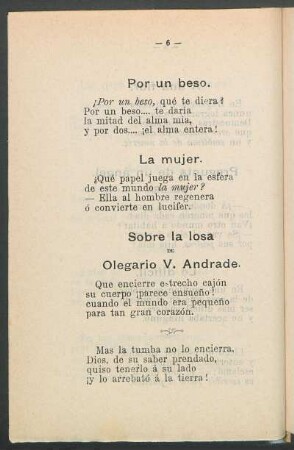 — 6 —
Por un beso.
¡Por un beso, qué te diera!
Por un beso.... te daría
la mitad del alma mia,
y por dos.... ¡el alma entera!
La mujer.
¿Qué papel juega en la esfera
de este mundo la mujer?
— Ella al hombre regenera
ó convierte en lucifer.
Sobre la losa
DE
Olegario V. Andrade.
Que encierre estrecho cajón
su cuerpo ¡parece ensueño!
cuando el mundo era pequeño
para tan gran corazón.
Mas la tumba no lo encierra.
Dios, de su saber prendado,
quiso tenerlo á su lado
¡y lo arrebató á la tierra!